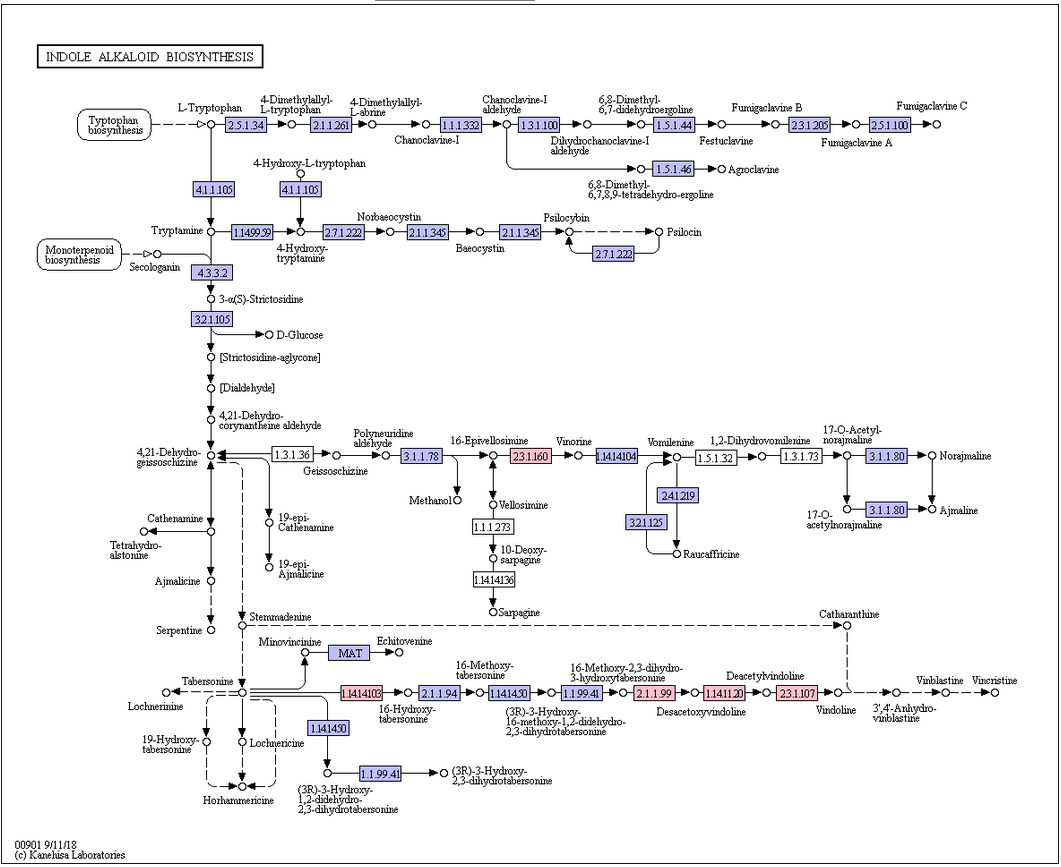 INDOLE ALKALOID BIOSYNTHESIS
Typtophan
biosynthesis
L-Tryptophan
2.5.1.34
4-Dimethylallyl-
L-tryptophan
2.1.1.261
4-Dimethylallyl-
L-abrine
Chanoclavine-I
1.1.1.332
Chanoclavine-I
aldehyde
1.3.1.100
Dihydrochanoclavine-I
aldehyde
6,8-Dimethyl-
6,7-didehydroergoline
1.5.1.44
Festuclavine
Fumigaclavine B
2.3.1.205
Fumigaclavine A
2.5.1.100
Fumigaclavine C
1.5.1.46
Agroclavine
6,8-Dimethyl-
6,7,8,9-tetradehydro-ergoline
4-Hydroxy-L-tryptophan
4.1.1.105
4.1.1.105
Tryptamine
1.14.99.59
4-Hydroxy-
tryptamine
2.7.1.222
Norbaeocystin
2.1.1.345
Baeocystin
2.1.1.345
Psilocybin
Psilocin
2.7.1.222
Monoterpenoid
biosynthesis
Secologanin
4.3.3.2
3-α(S)-Strictosidine
3.2.1.105
D-Glucose
[Strictosidine-aglycone]
[Dialdehyde]
4,21-Dehydro-
corynantheine aldehyde
4,21-Dehydro-
geissoschizine
1.3.1.36
Geissoschizine
Polyneuridine
aldehyde
3.1.1.78
16-Epivellosimine
2.3.1.160
Vinorine
1.14.14.104
Vomilenine
1.5.1.32
1,2-Dihydrovomilenine
1.3.1.73
17-O-Acetyl-
norajmaline
3.1.1.80
Norajmaline
Methanol
Vellosimine
2.4.1.219
3.2.1.125
Raucaffricine
17-O-
acetylnorajmaline
3.1.1.80
Ajmaline
1.1.1.273
10-Deoxy-
sarpagine
1.14.14.136
Sarpagine
Cathenamine
19-epi-
Cathenamine
Tetrahydro-
alstonine
19-epi-
Ajmalicine
Ajmalicine
Serpentine
Stemmadenine
Catharanthine
Minovincinine
MAT
Echitovenine
Tabersonine
Lochnerinine
1.14.14.103
16-Hydroxy-
tabersonine
2.1.1.94
16-Methoxy-
tabersonine
1.14.14.50
(3R)-3-Hydroxy-
16-methoxy-1,2-didehydro-
2,3-dihydrotabersonine
1.1.99.41
16-Methoxy-2,3-dihydro-
3-hydroxytabersonine
2.1.1.99
Desacetoxyvindoline
1.14.11.20
Deacetylvindoline
2.3.1.107
Vindoline
3',4'-Anhydro-
vinblastine
Vinblastine
Vincristine
1.14.14.50
19-Hydroxy-
tabersonine
Lochnericine
Horhammericine
(3R)-3-Hydroxy-
1,2-didehydro-
2,3-dihydrotabersonine
1.1.99.41
(3R)-3-Hydroxy-
2,3-dihydrotabersonine
00901 9/11/18
(c) Kanehisa Laboratories